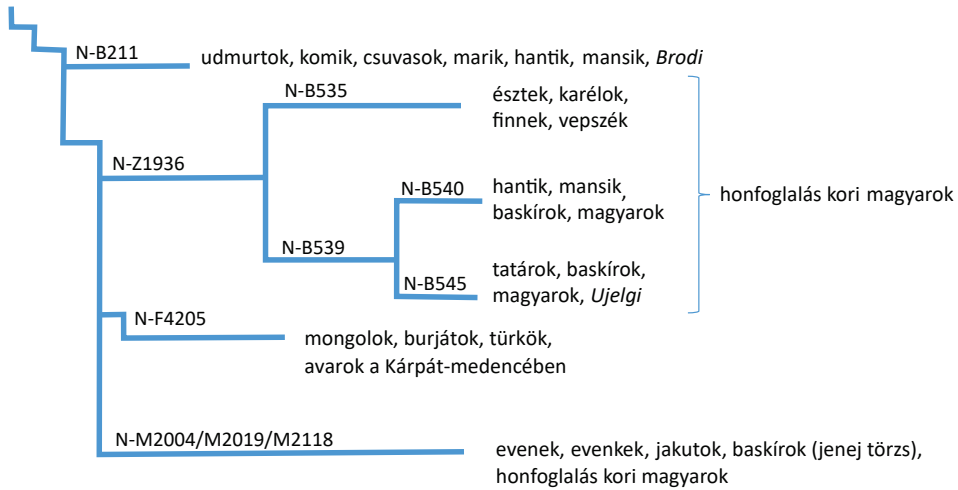 N-B211
udmurtok, komik, csuvasok, marik, hantik, mansik, Brodi
N-B535
észtek, karélok,
finnek, vepszék
N-Z1936
N-B540
hantik, mansik,
baskírok, magyarok
honfoglalás kori magyarok
N-B539
N-B545
tatárok, baskírok,
magyarok, Ujelgi
N-F4205
mongolok, burjátok, türkök,
avarok a Kárpát-medencében
N-M2004/M2019/M2118
evenek, evenkek, jakutok, baskírok (jenej törzs),
honfoglalás kori magyarok